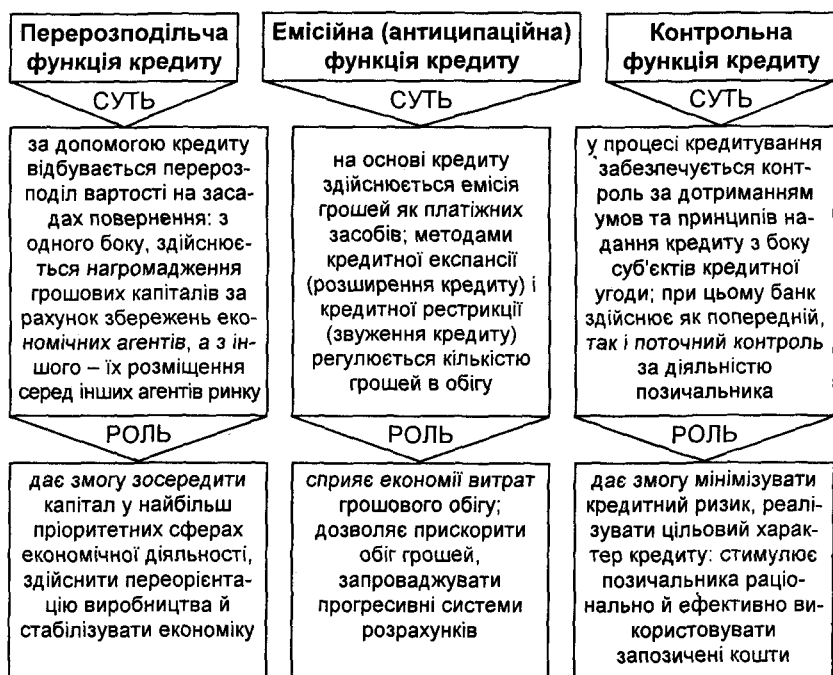 Перерозподільча
функція кредиту
СУТЬ
за допомогою кредиту
відбувається перероз-
поділ вартості на заса-
дах повернення: з
одного боку, здійсню-
ється нагромадження
грошових капіталів за
рахунок збережень еко-
номічних агентів, а з ін-
шого – їх розміщення
серед інших агентів ринку
РОЛЬ
дає змогу зосередити
капітал у найбільш
пріоритетних сферах
економічної діяльності,
здійснити переорієнта-
цію виробництва й
стабілізувати економіку
Емісійна (антиципаційна)
функція кредиту
СУТЬ
на основі кредиту
здійснюється емісія
грошей як платіжних
засобів; методами
кредитної експансії
(розширення кредиту) і
кредитної рестрикції
(звуження кредиту)
регулюється кількістю
грошей в обігу
РОЛЬ
сприяє економії витрат
грошового обігу;
дозволяє прискорити
обіг грошей,
запроваджувати
прогресивні системи
розрахунків
Контрольна
функція кредиту
СУТЬ
у процесі кредитування
забезпечується конт-
роль за дотриманням
умов та принципів на-
дання кредиту з боку
суб'єктів кредитної
угоди; при цьому банк
здійснює як попередній,
так і поточний контроль
за діяльністю
позичальника
РОЛЬ
дає змогу мінімізувати
кредитний ризик, реалі-
зувати цільовий харак-
тер кредиту: стимулює
позичальника раціо-
нально й ефективно ви-
користовувати
запозичені кошти